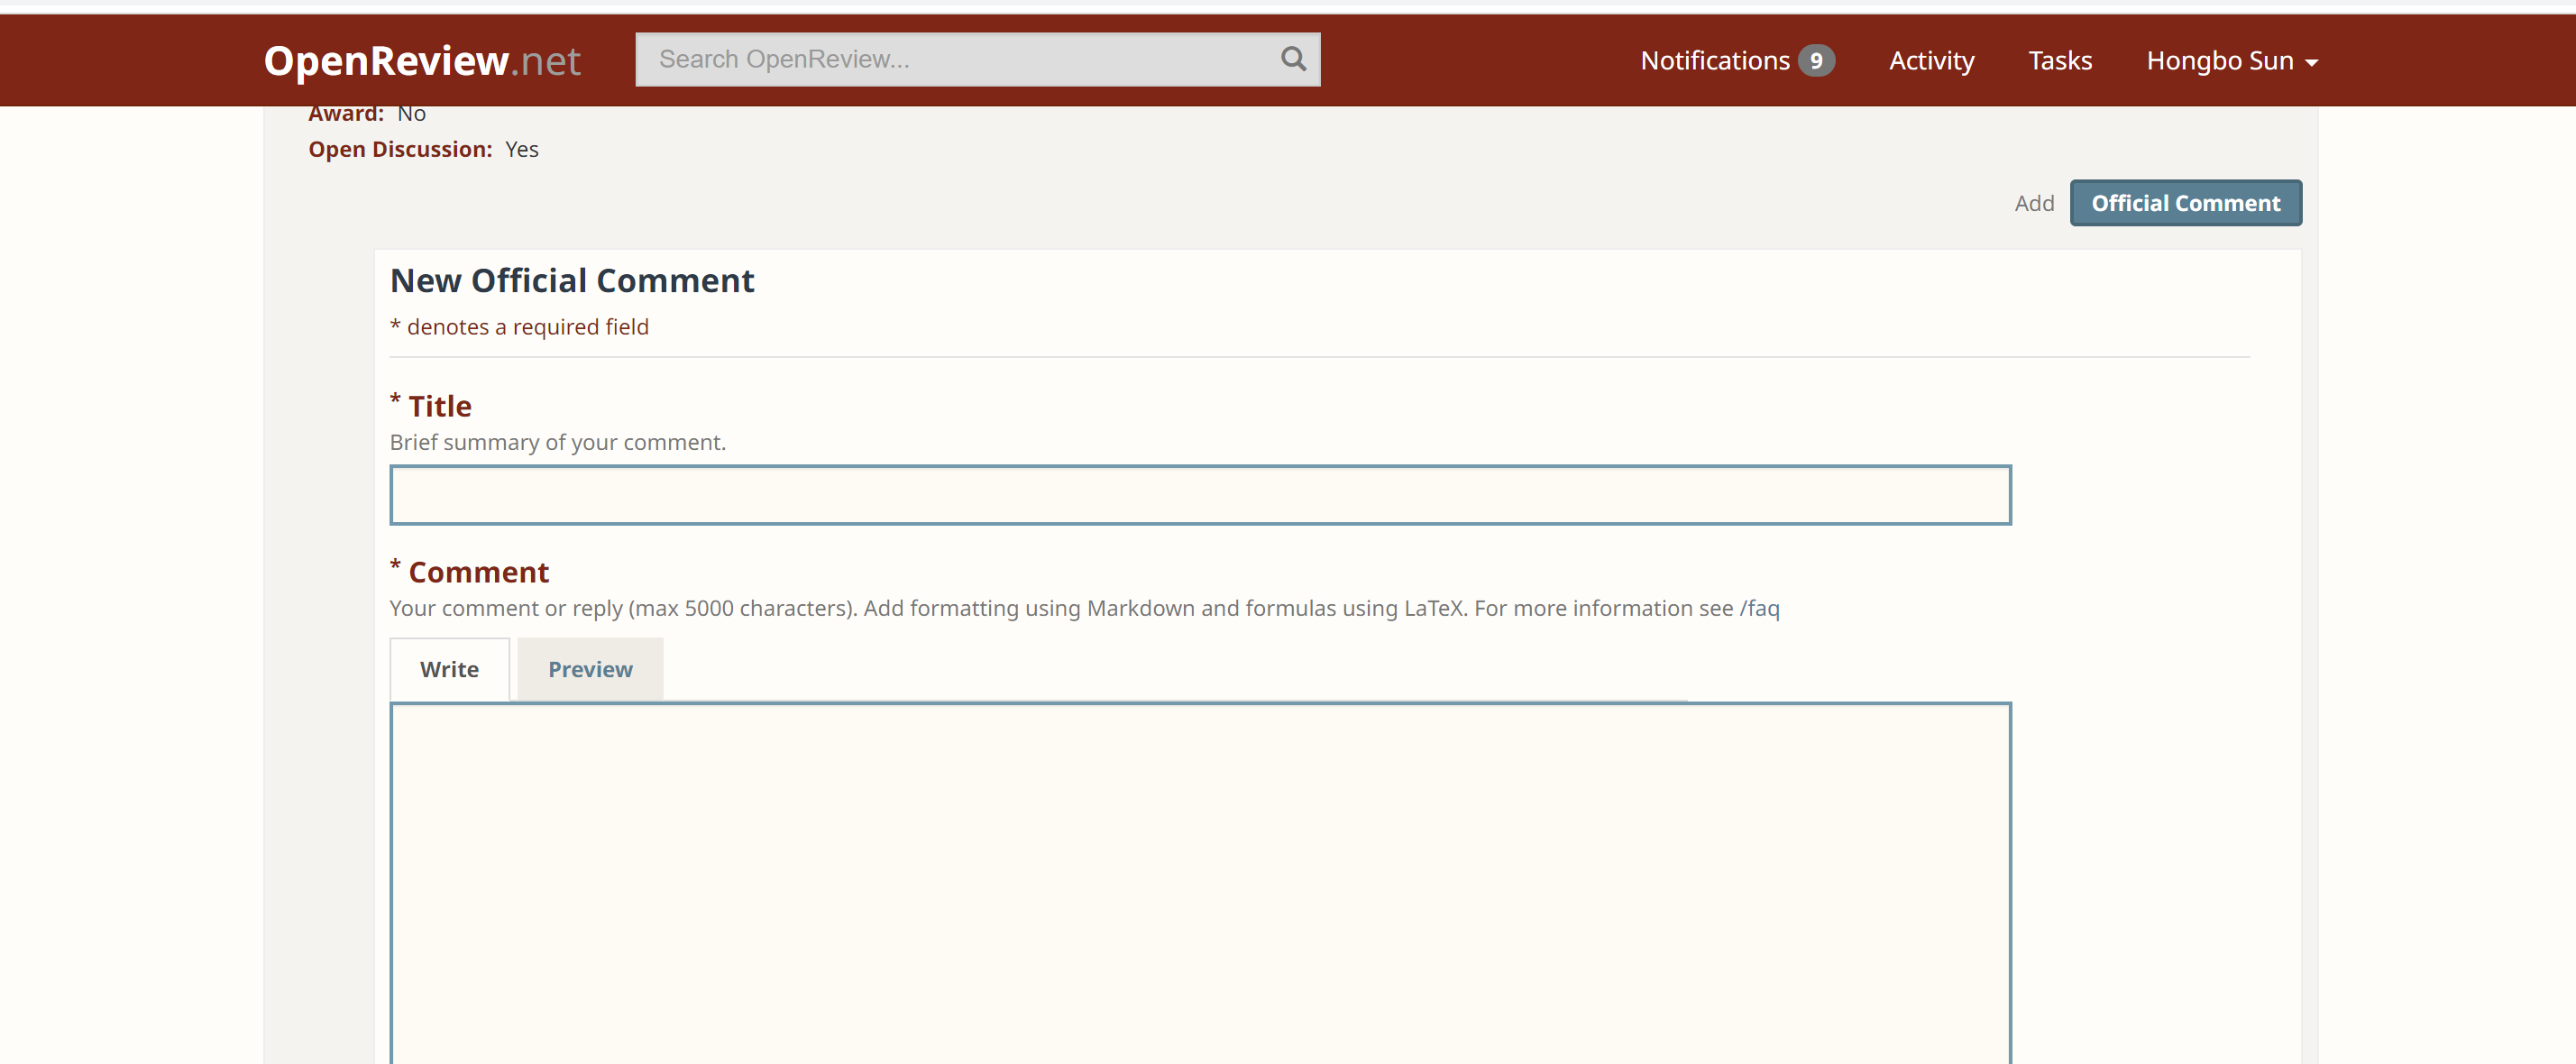 OpenReview.net
Search OpenReview...
Notifications 9
Activity
Tasks
Hongbo Sun
Award: No
Open Discussion: Yes
Add Official Comment
New Official Comment
* denotes a required field
* Title
Brief summary of your comment.
* Comment
Your comment or reply (max 5000 characters). Add formatting using Markdown and formulas using LaTeX. For more information see /faq
Write Preview